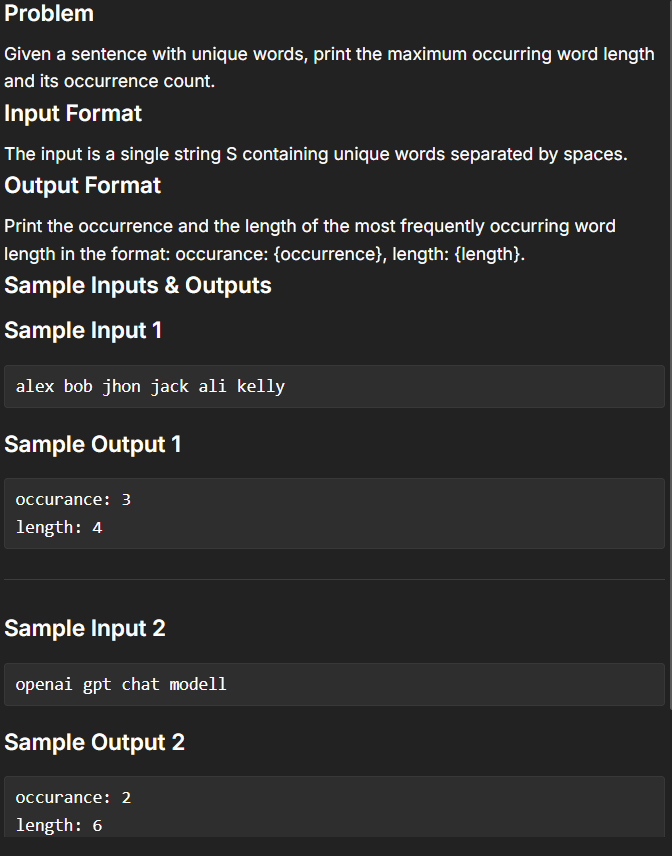 Problem
Given a sentence with unique words, print the maximum occurring word length
and its occurrence count.
Input Format
The input is a single string S containing unique words separated by spaces.
Output Format
Print the occurrence and the length of the most frequently occurring word
length in the format: occurance: {occurrence}, length: {length}.
Sample Inputs & Outputs
Sample Input 1
alex bob jhon jack ali kelly
Sample Output 1
occurance: 3
length: 4
Sample Input 2
openai gpt chat modell
Sample Output 2
occurance: 2
length: 6